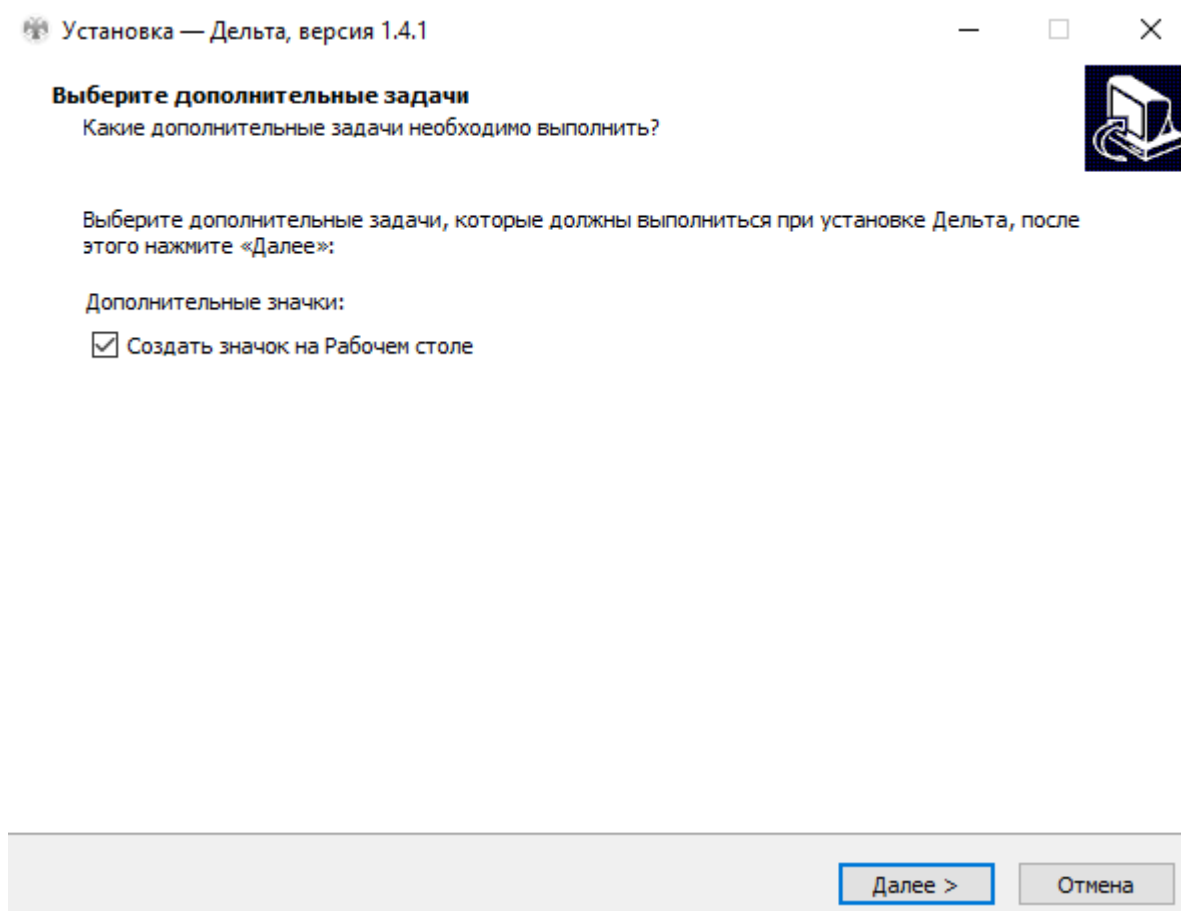 Установка — Дельта, версия 1.4.1
Выберите дополнительные задачи
Какие дополнительные задачи необходимо выполнить?
Выберите дополнительные задачи, которые должны выполниться при установке Дельта, после
этого нажмите «Далее»:
Дополнительные значки:
Создать значок на Рабочем столе
Далее >
Отмена